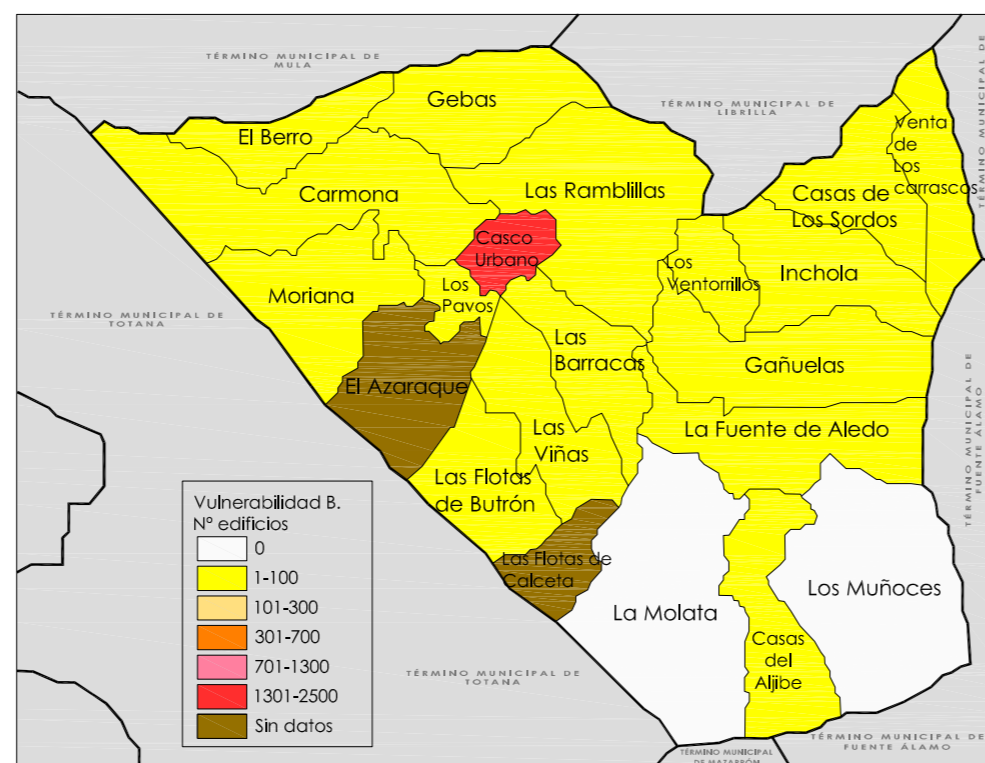 TÉRMINO MUNICIPAL DE
MULA
Gebas
TÉRMINO MUNICIPAL DE
LIBRILLA
TÉRMINO MUNICIPAL DE
El Berro
Venta
de
Los
carrascos
Carmona
Las Ramblillas
Casas de
Los Sordos
Casco
Urbano
Los
Ventorrillos
Inchola
Moriana
Los
Pavos
TÉRMINO MUNICIPAL DE
TOTANA
Las
Barracas
Gañuelas
El Azaraque
TÉRMINO MUNICIPAL DE
FUENTE ÁLAMO
Las
Viñas
La Fuente de Aledo
Las Flotas
de Butrón
Las Flotas de
Calceta
La Molata
Los Muñoces
Casas
del
Aljibe
Vulnerabilidad B.
Nº edificios
0
1-100
101-300
301-700
701-1300
1301-2500
Sin datos
TÉRMINO MUNICIPAL DE
TOTANA
TÉRMINO MUNICIPAL DE
FUENTE ÁLAMO
TÉRMINO MUNICIPAL
DE MAZARRÓN